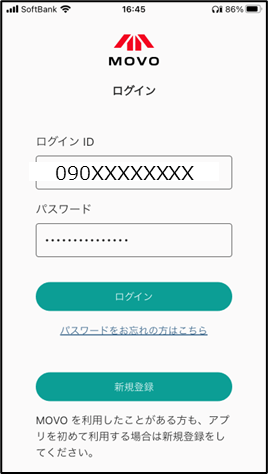 SoftBank 16:45 86%
MOVO
ログイン
ログイン ID
090XXXXXXXX
パスワード
•••••••••••••••
ログイン
パスワードをお忘れの方はこちら
新規登録
MOVO を利用したことがある方も、アプ
リを初めて利用する場合は新規登録をし
てください。